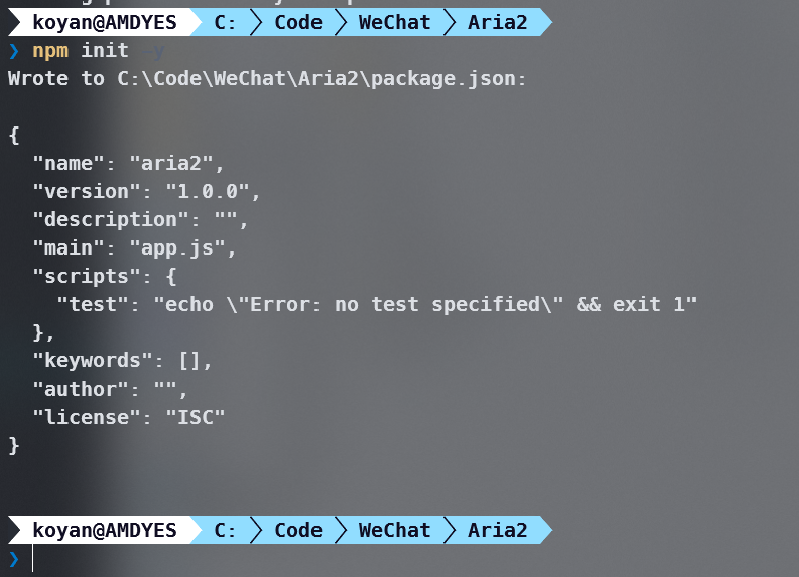 koyan@AMDYES C: Code WeChat Aria2
❯ npm init -y
Wrote to C:\Code\WeChat\Aria2\package.json:
{
"name": "aria2",
"version": "1.0.0",
"description": "",
"main": "app.js",
"scripts": {
"test": "echo \"Error: no test specified\" && exit 1"
},
"keywords": [],
"author": "",
"license": "ISC"
}
koyan@AMDYES C: Code WeChat Aria2
❯